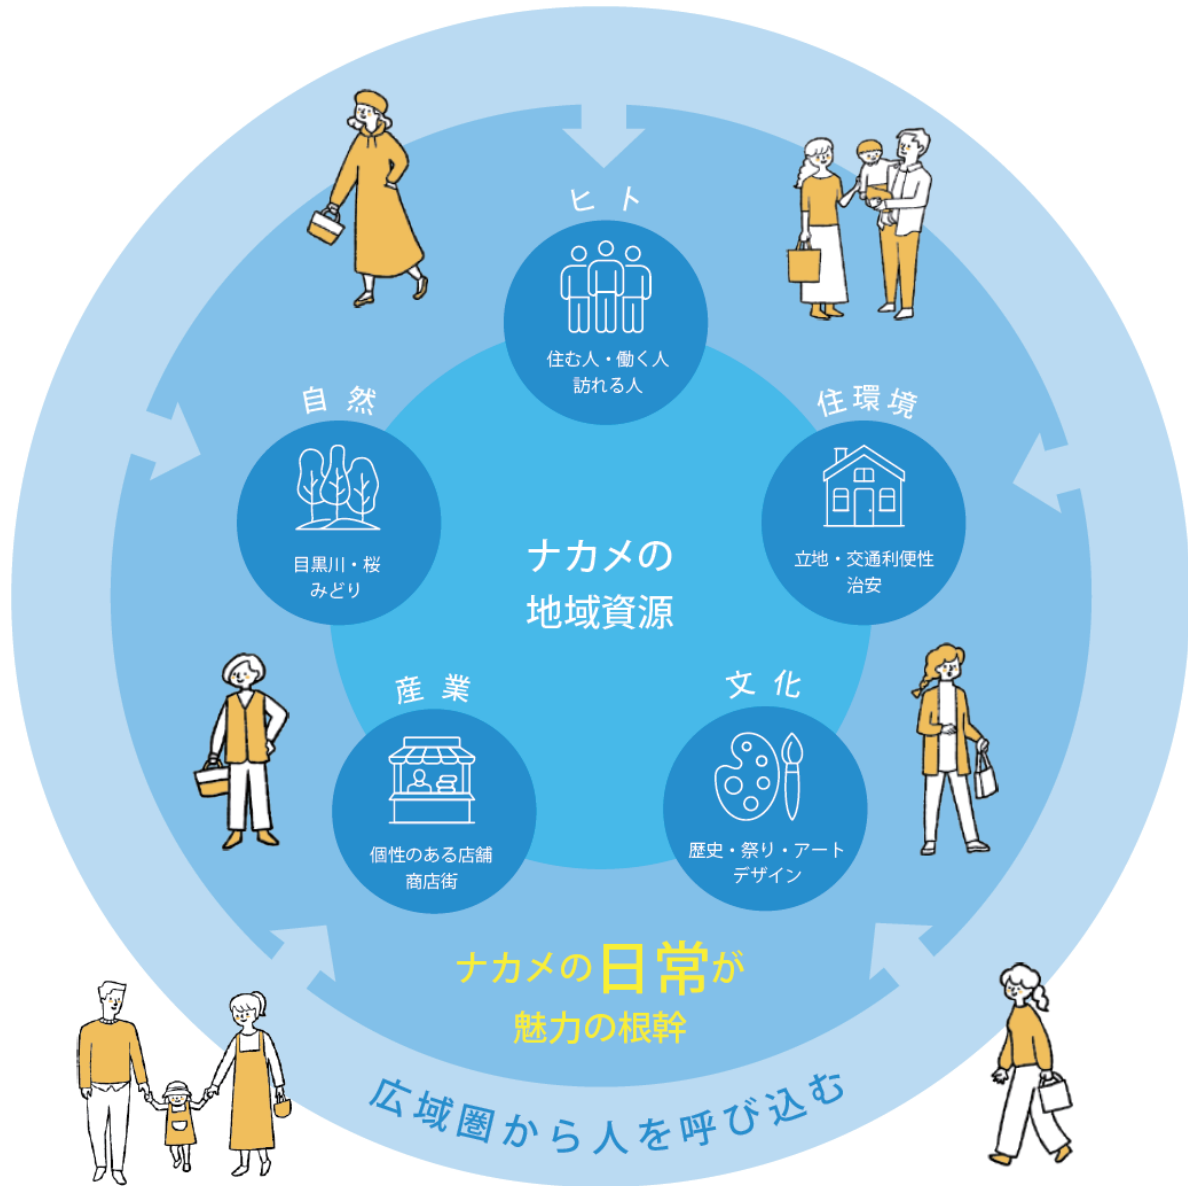 ヒト
住む人・働く人
訪れる人
自然
目黒川・桜
みどり
住環境
立地・交通利便性
治安
ナカメの
地域資源
産業
個性のある店舗
商店街
文化
歴史・祭り・アート
デザイン
ナカメの日常が
魅力の根幹
広域圏から人を呼び込む